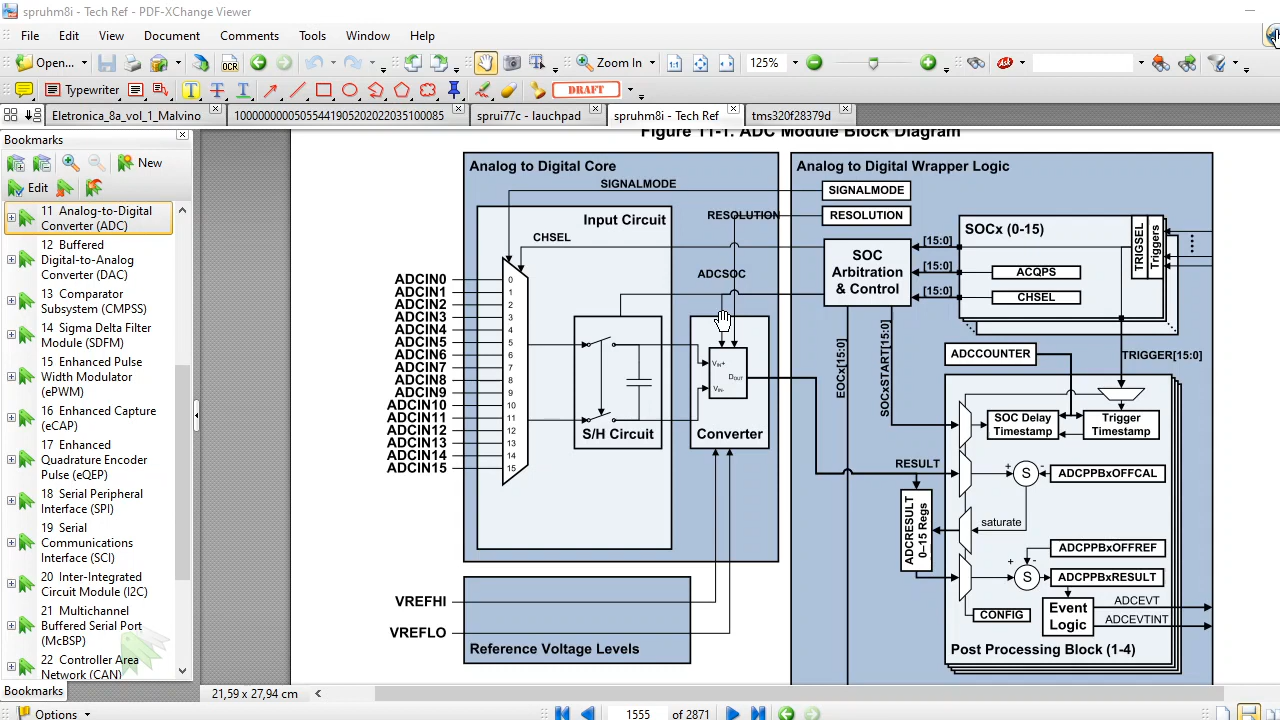 spruhm8i - Tech Ref - PDF-XChange Viewer
File Edit View Document Comments Tools Window Help
Open... OCR Zoom In 125%
Typewriter T T T DRAFT
Eletronica_8a_vol_1_Malvino 10000000005055441905202022035100085 sprui77c - lauchpad spruhm8i - Tech Ref tms320f28379d
Bookmarks
New
Edit
11 Analog-to-Digital
Converter (ADC)
12 Buffered
Digital-to-Analog
Converter (DAC)
13 Comparator
Subsystem (CMPSS)
14 Sigma Delta Filter
Module (SDFM)
15 Enhanced Pulse
Width Modulator
(ePWM)
16 Enhanced Capture
(eCAP)
17 Enhanced
Quadrature Encoder
Pulse (eQEP)
18 Serial Peripheral
Interface (SPI)
19 Serial
Communications
Interface (SCI)
20 Inter-Integrated
Circuit Module (I2C)
21 Multichannel
Buffered Serial Port
(McBSP)
22 Controller Area
Network (CAN)
Bookmarks
Options
Figure 11-1. ADC Module Block Diagram
Analog to Digital Core
SIGNALMODE
Input Circuit
RESOLUTION
CHSEL
ADCSOC
ADCIN0 0
ADCIN1 1
ADCIN2 2
ADCIN3 3
ADCIN4 4
ADCIN5 5
ADCIN6 6
ADCIN7 7
ADCIN8 8
ADCIN9 9
ADCIN10 10
ADCIN11 11
ADCIN12 12
ADCIN13 13
ADCIN14 14
ADCIN15 15
S/H Circuit
VIN+
DOUT
VIN-
Converter
VREFHI
VREFLO
Reference Voltage Levels
Analog to Digital Wrapper Logic
SIGNALMODE
RESOLUTION
SOC
Arbitration
& Control
[15:0]
[15:0]
[15:0]
SOCx (0-15)
ACQPS
CHSEL
TRIGSEL
Triggers
ADCCOUNTER
TRIGGER[15:0]
EOCx[15:0]
SOCxSTART[15:0]
SOC Delay
Timestamp
Trigger
Timestamp
RESULT
+ S - ADCPPBxOFFCAL
ADCRESULT
0–15 Regs
saturate
ADCPPBxOFFREF
+ S - ADCPPBxRESULT
CONFIG
Event
Logic
ADCEVT
ADCEVTINT
Post Processing Block (1-4)
21,59 x 27,94 cm
1555 of 2871